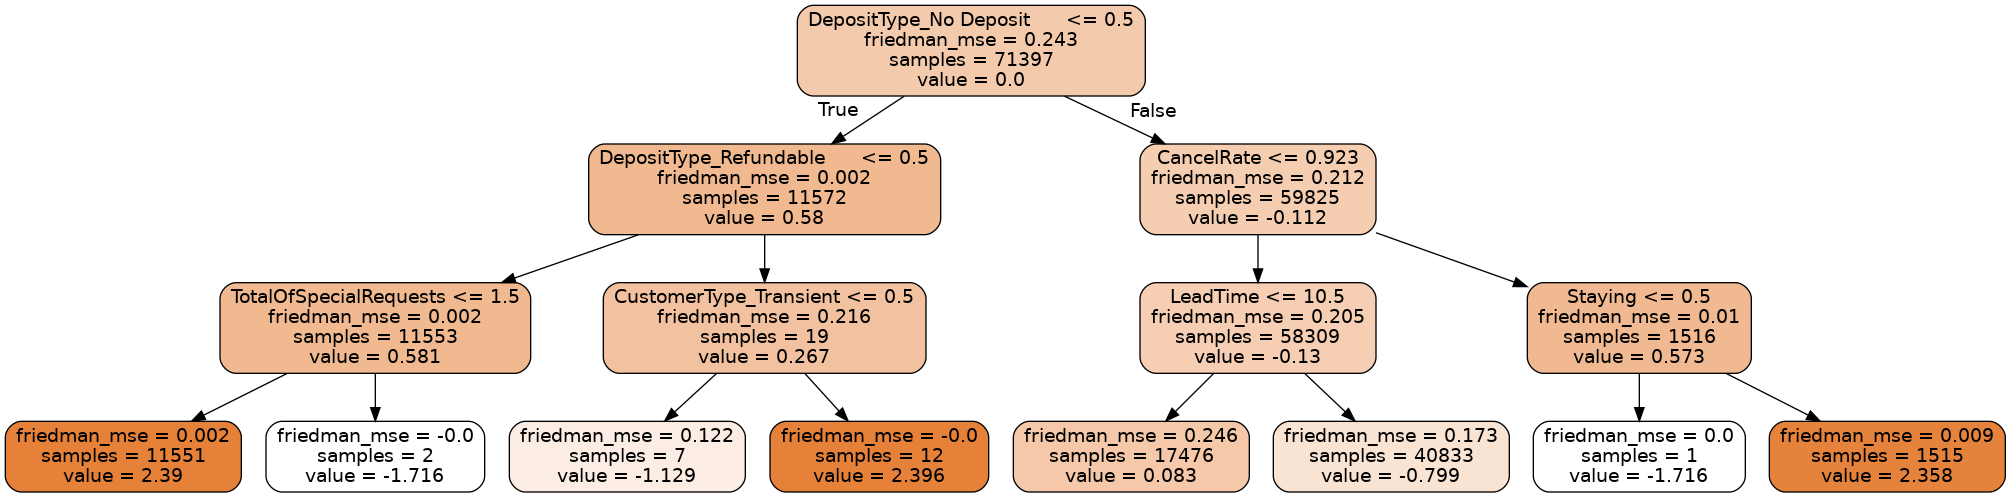 DepositType_No Deposit      <= 0.5
friedman_mse = 0.243
samples = 71397
value = 0.0
True
False
DepositType_Refundable      <= 0.5
friedman_mse = 0.002
samples = 11572
value = 0.58
CancelRate <= 0.923
friedman_mse = 0.212
samples = 59825
value = -0.112
TotalOfSpecialRequests <= 1.5
friedman_mse = 0.002
samples = 11553
value = 0.581
CustomerType_Transient <= 0.5
friedman_mse = 0.216
samples = 19
value = 0.267
LeadTime <= 10.5
friedman_mse = 0.205
samples = 58309
value = -0.13
Staying <= 0.5
friedman_mse = 0.01
samples = 1516
value = 0.573
friedman_mse = 0.002
samples = 11551
value = 2.39
friedman_mse = -0.0
samples = 2
value = -1.716
friedman_mse = 0.122
samples = 7
value = -1.129
friedman_mse = -0.0
samples = 12
value = 2.396
friedman_mse = 0.246
samples = 17476
value = 0.083
friedman_mse = 0.173
samples = 40833
value = -0.799
friedman_mse = 0.0
samples = 1
value = -1.716
friedman_mse = 0.009
samples = 1515
value = 2.358